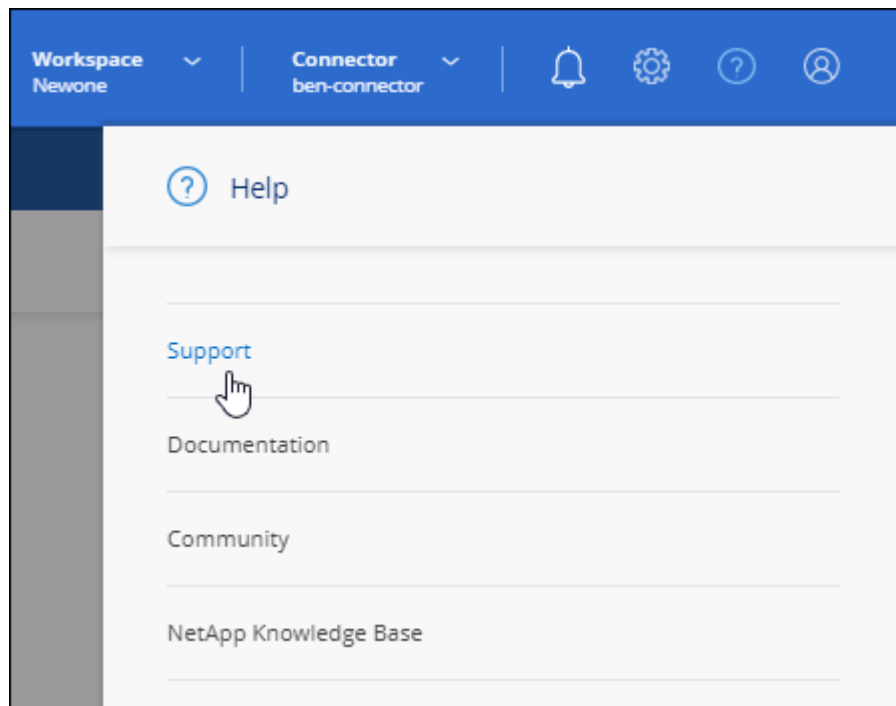 Workspace
Newone
Connector
ben-connector
Help
Support
Documentation
Community
NetApp Knowledge Base